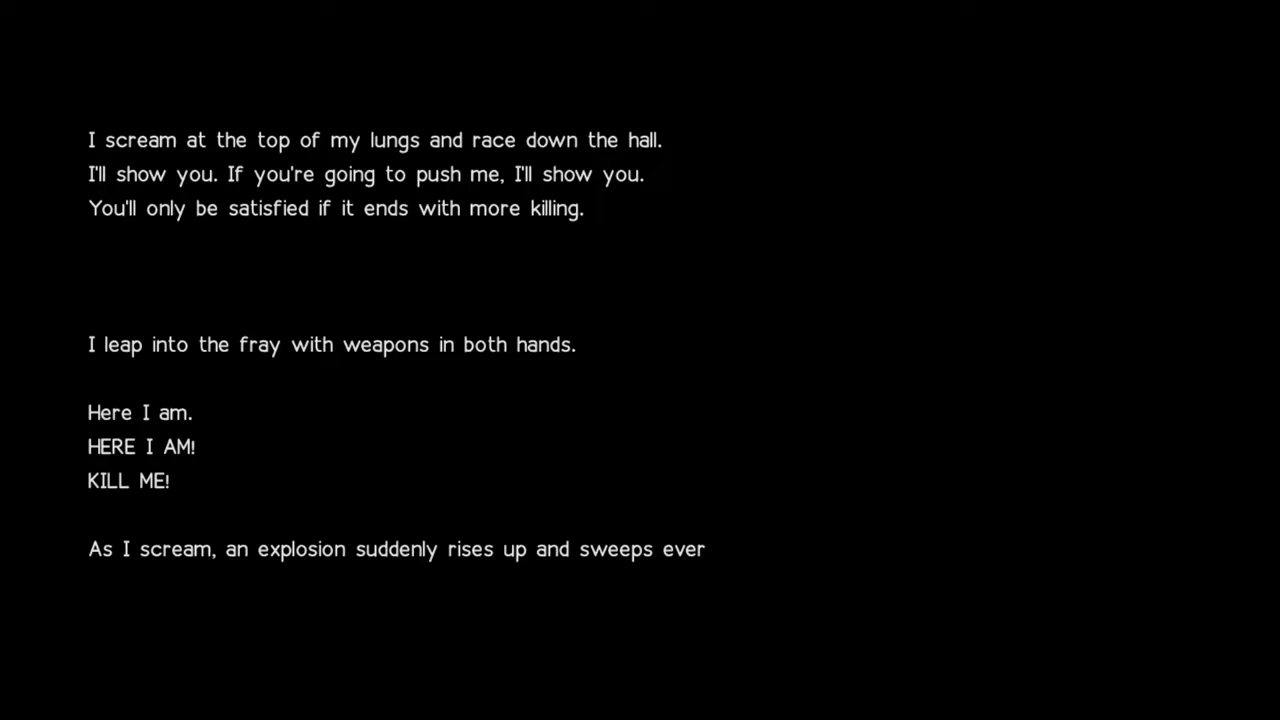 I scream at the top of my lungs and race down the hall.
I'll show you. If you're going to push me, I'll show you.
You'll only be satisfied if it ends with more killing.
I leap into the fray with weapons in both hands.
Here I am.
HERE I AM!
KILL ME!
As I scream, an explosion suddenly rises up and sweeps ever